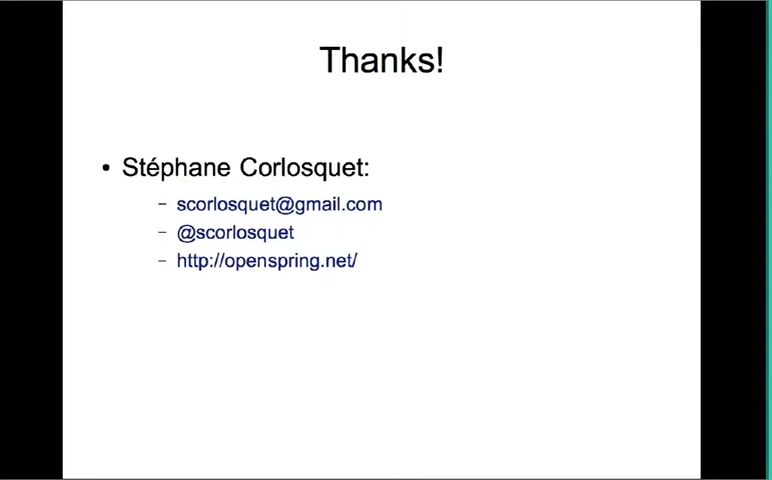 Thanks!
• Stéphane Corlosquet:
– scorlosquet@gmail.com
– @scorlosquet
– http://openspring.net/